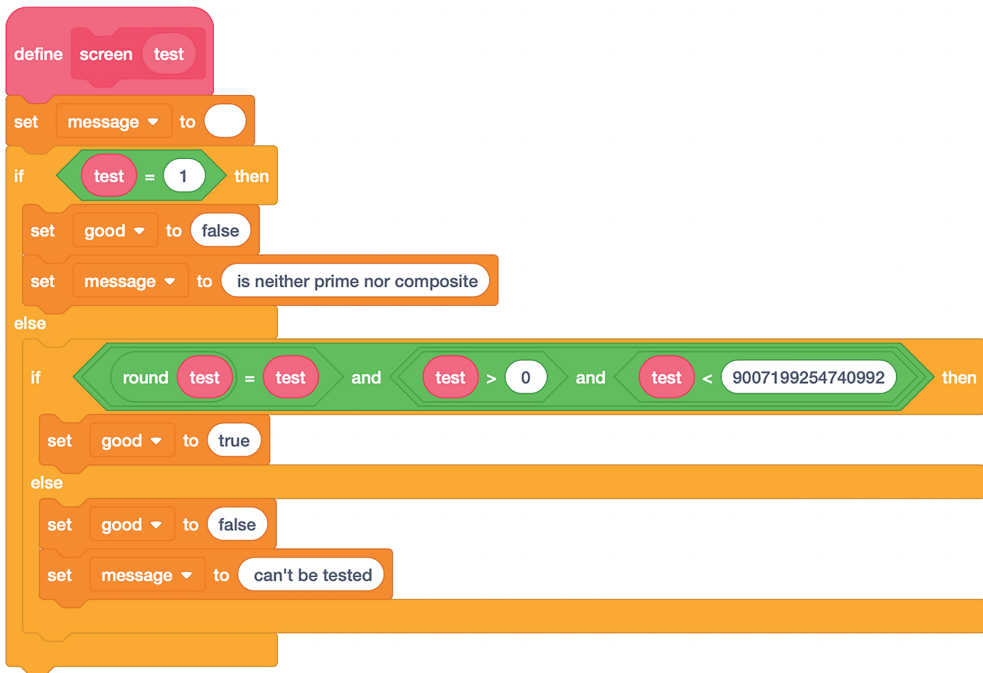 define screen test
set message to
if test = 1 then
set good to false
set message to is neither prime nor composite
else
if round test = test and test > 0 and test < 9007199254740992 then
set good to true
else
set good to false
set message to can't be tested